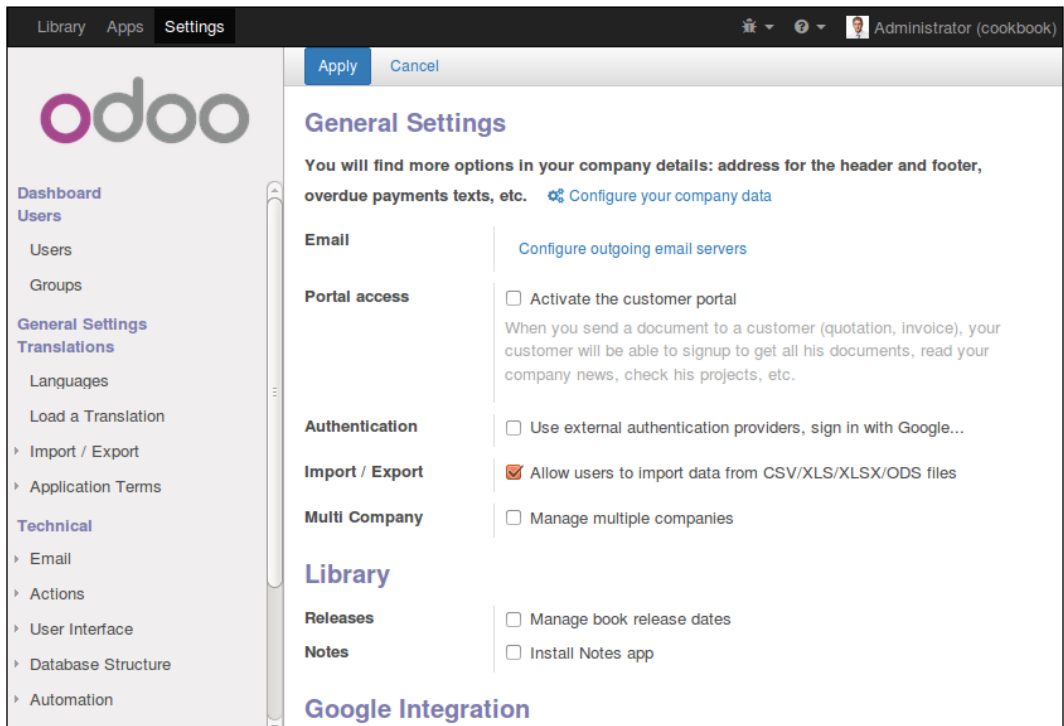 Library Apps Settings
Administrator (cookbook)
odoo
Dashboard
Users
Users
Groups
General Settings
Translations
Languages
Load a Translation
Import / Export
Application Terms
Technical
Email
Actions
User Interface
Database Structure
Automation
Apply Cancel
General Settings
You will find more options in your company details: address for the header and footer,
overdue payments texts, etc. Configure your company data
Email Configure outgoing email servers
Portal access Activate the customer portal
When you send a document to a customer (quotation, invoice), your
customer will be able to signup to get all his documents, read your
company news, check his projects, etc.
Authentication Use external authentication providers, sign in with Google...
Import / Export Allow users to import data from CSV/XLS/XLSX/ODS files
Multi Company Manage multiple companies
Library
Releases Manage book release dates
Notes Install Notes app
Google Integration